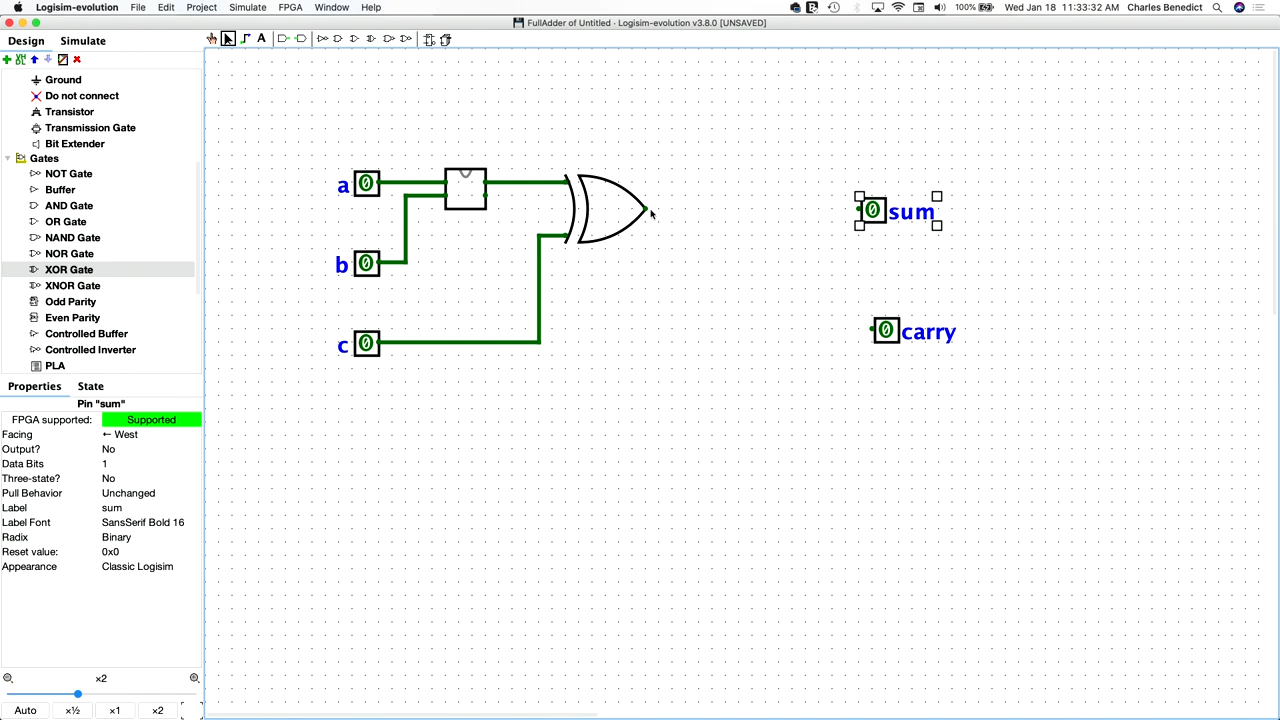 Logisim-evolution File Edit Project Simulate FPGA Window Help 100% Wed Jan 18 11:33:32 AM Charles Benedict
FullAdder of Untitled · Logisim-evolution v3.8.0 [UNSAVED]
Design Simulate
A
Ground
Do not connect
Transistor
Transmission Gate
Bit Extender
Gates
NOT Gate
Buffer
AND Gate
OR Gate
NAND Gate
NOR Gate
XOR Gate
XNOR Gate
Odd Parity
Even Parity
Controlled Buffer
Controlled Inverter
PLA
Properties State
Pin "sum"
FPGA supported: Supported
Facing ← West
Output? No
Data Bits 1
Three-state? No
Pull Behavior Unchanged
Label sum
Label Font SansSerif Bold 16
Radix Binary
Reset value: 0x0
Appearance Classic Logisim
×2
Auto ×½ ×1 ×2
a 0
b 0
c 0
0 sum
0 carry